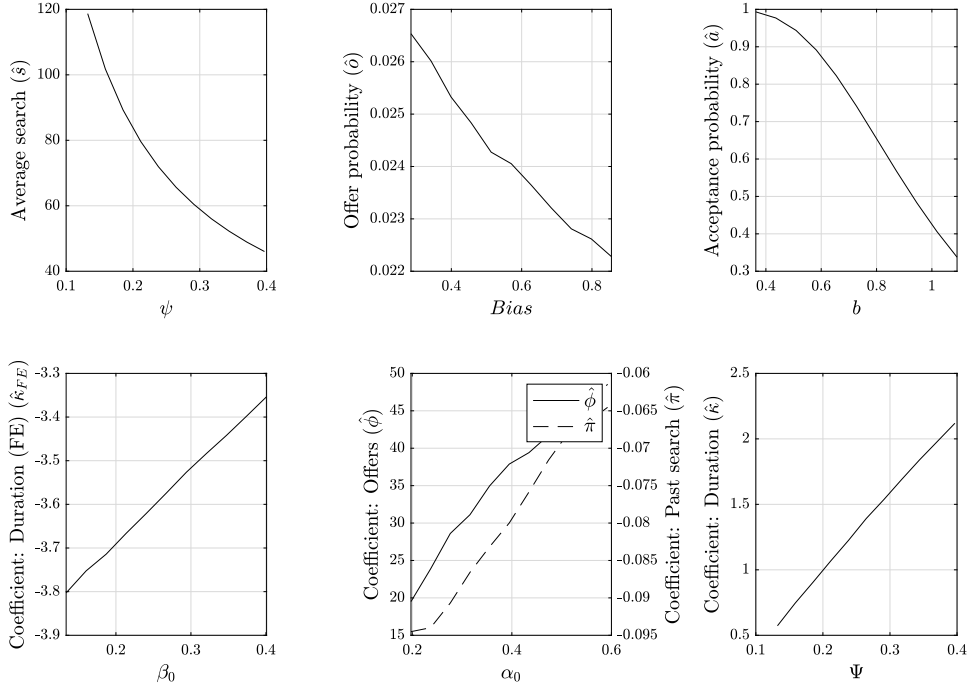 120
100
80
60
40
Average search (ŝ)
0.1 0.2 0.3 0.4
ψ
0.027
0.026
0.025
0.024
0.023
0.022
Offer probability (ô)
0.4 0.6 0.8
Bias
1
0.9
0.8
0.7
0.6
0.5
0.4
0.3
Acceptance probability (â)
0.4 0.6 0.8 1
b
-3.3
-3.4
-3.5
-3.6
-3.7
-3.8
-3.9
Coefficient: Duration (FE) (κ̂_FE)
0.2 0.3 0.4
β₀
50
45
40
35
30
25
20
15
Coefficient: Offers (ϕ̂)
ϕ̂
π̂
-0.06
-0.065
-0.07
-0.075
-0.08
-0.085
-0.09
-0.095
Coefficient: Past search (π̂)
0.2 0.4 0.6
α₀
2.5
2
1.5
1
0.5
Coefficient: Duration (κ̂)
0.1 0.2 0.3 0.4
Ψ